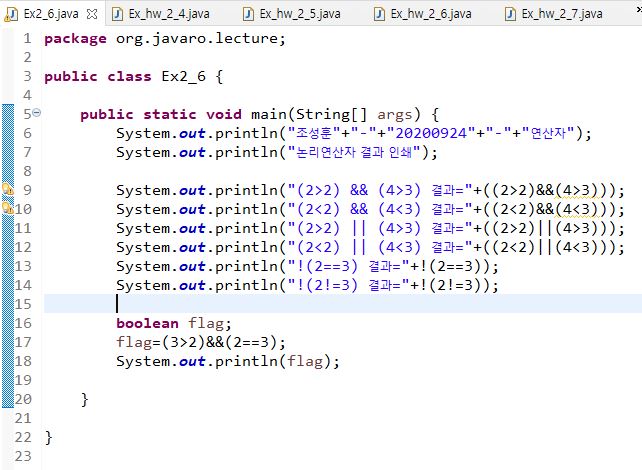 Ex2_6.java Ex_hw_2_4.java Ex_hw_2_5.java Ex_hw_2_6.java Ex_hw_2_7.java
1 package org.javaro.lecture;
2
3 public class Ex2_6 {
4
5 public static void main(String[] args) {
6 System.out.println("조성훈"+"-"+"20200924"+"-"+"연산자");
7 System.out.println("논리연산자 결과 인쇄");
8
9 System.out.println("(2>2) && (4>3) 결과="+((2>2)&&(4>3)));
10 System.out.println("(2<2) && (4<3) 결과="+((2<2)&&(4<3)));
11 System.out.println("(2>2) || (4>3) 결과="+((2>2)||(4>3)));
12 System.out.println("(2<2) || (4<3) 결과="+((2<2)||(4<3)));
13 System.out.println("!(2==3) 결과="+!(2==3));
14 System.out.println("!(2!=3) 결과="+!(2!=3));
15
16 boolean flag;
17 flag=(3>2)&&(2==3);
18 System.out.println(flag);
19
20 }
21
22 }
23